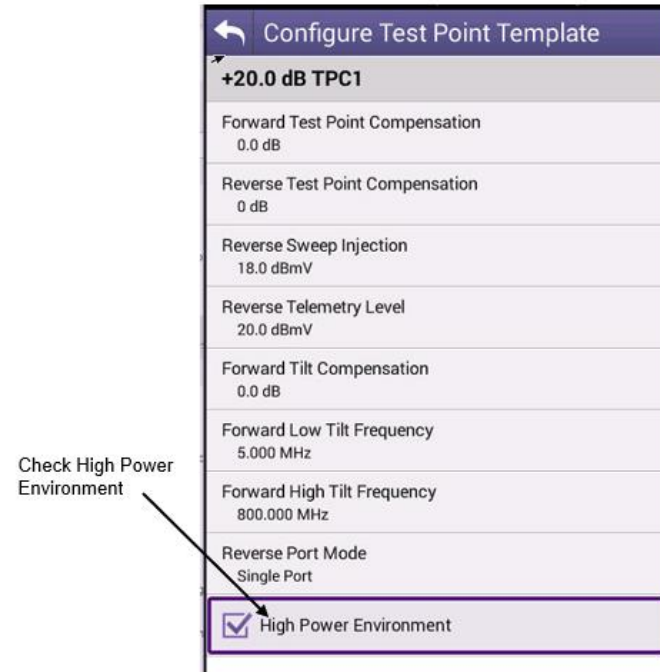 Configure Test Point Template
+20.0 dB TPC1
Forward Test Point Compensation
0.0 dB
Reverse Test Point Compensation
0 dB
Reverse Sweep Injection
18.0 dBmV
Reverse Telemetry Level
20.0 dBmV
Forward Tilt Compensation
0.0 dB
Forward Low Tilt Frequency
5.000 MHz
Forward High Tilt Frequency
800.000 MHz
Reverse Port Mode
Single Port
High Power Environment
Check High Power
Environment